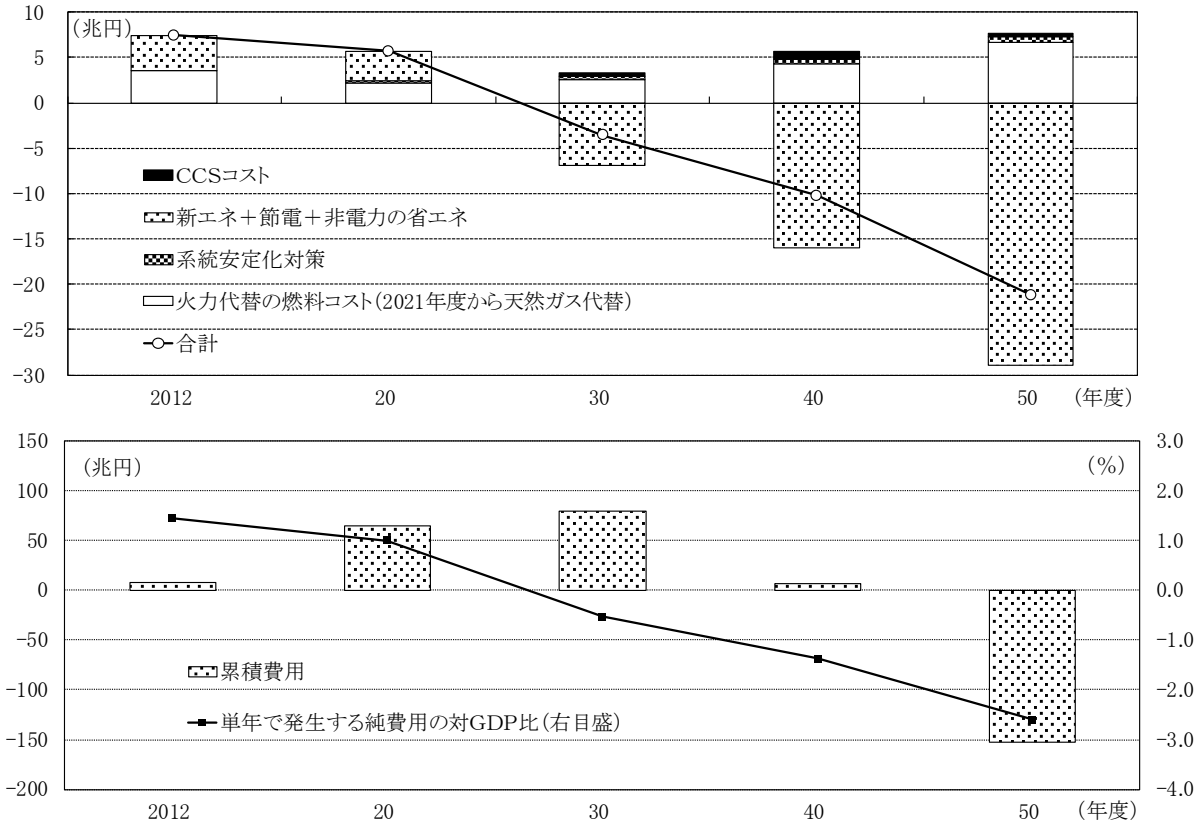 10
(兆円)
5
0
-5
-10
-15
-20
-25
-30
CCSコスト
新エネ+節電+非電力の省エネ
系統安定化対策
火力代替の燃料コスト(2021年度から天然ガス代替)
合計
2012 20 30 40 50 (年度)
150 3.0
(兆円) (%)
100 2.0
50 1.0
0 0.0
-50 -1.0
-100 -2.0
-150 -3.0
-200 -4.0
累積費用
単年で発生する純費用の対GDP比(右目盛)
2012 20 30 40 50 (年度)